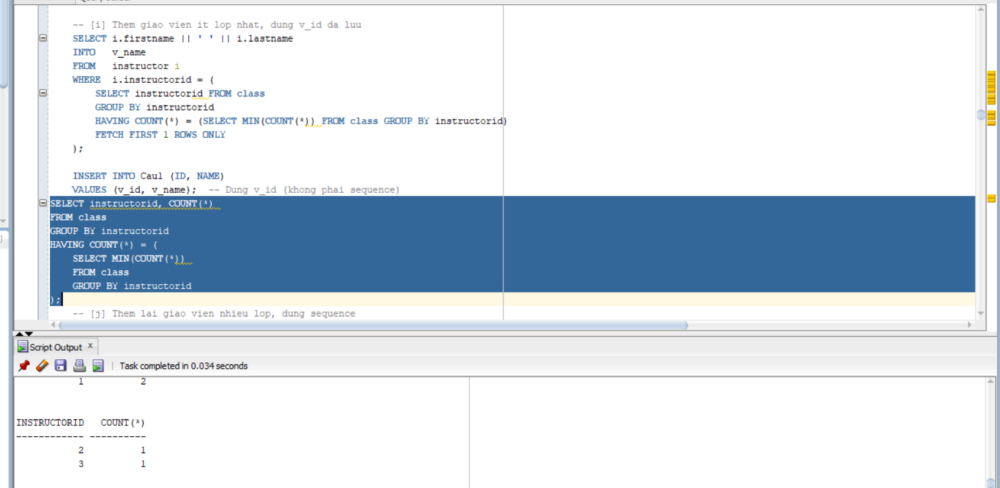 -- [i] Them giao vien it lop nhat, dung v_id da luu
SELECT i.firstname || ' ' || i.lastname
INTO   v_name
FROM   instructor i
WHERE  i.instructorid = (
SELECT instructorid FROM class
GROUP BY instructorid
HAVING COUNT(*) = (SELECT MIN(COUNT(*)) FROM class GROUP BY instructorid)
FETCH FIRST 1 ROWS ONLY
);
INSERT INTO Cau1 (ID, NAME)
VALUES (v_id, v_name);  -- Dung v_id (khong phai sequence)
SELECT instructorid, COUNT(*)
FROM class
GROUP BY instructorid
HAVING COUNT(*) = (
SELECT MIN(COUNT(*))
FROM class
GROUP BY instructorid
);
-- [j] Them lai giao vien nhieu lop, dung sequence
Script Output x
Task completed in 0.034 seconds
1 2
INSTRUCTORID COUNT(*)
------------ ----------
2 1
3 1